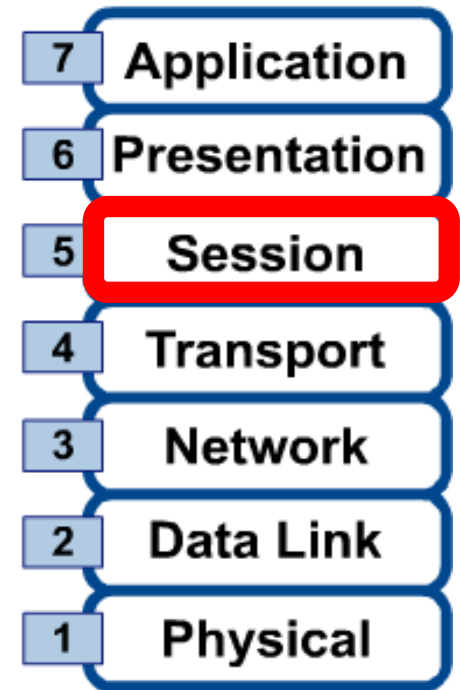 7 Application
6 Presentation
5 Session
4 Transport
3 Network
2 Data Link
1 Physical